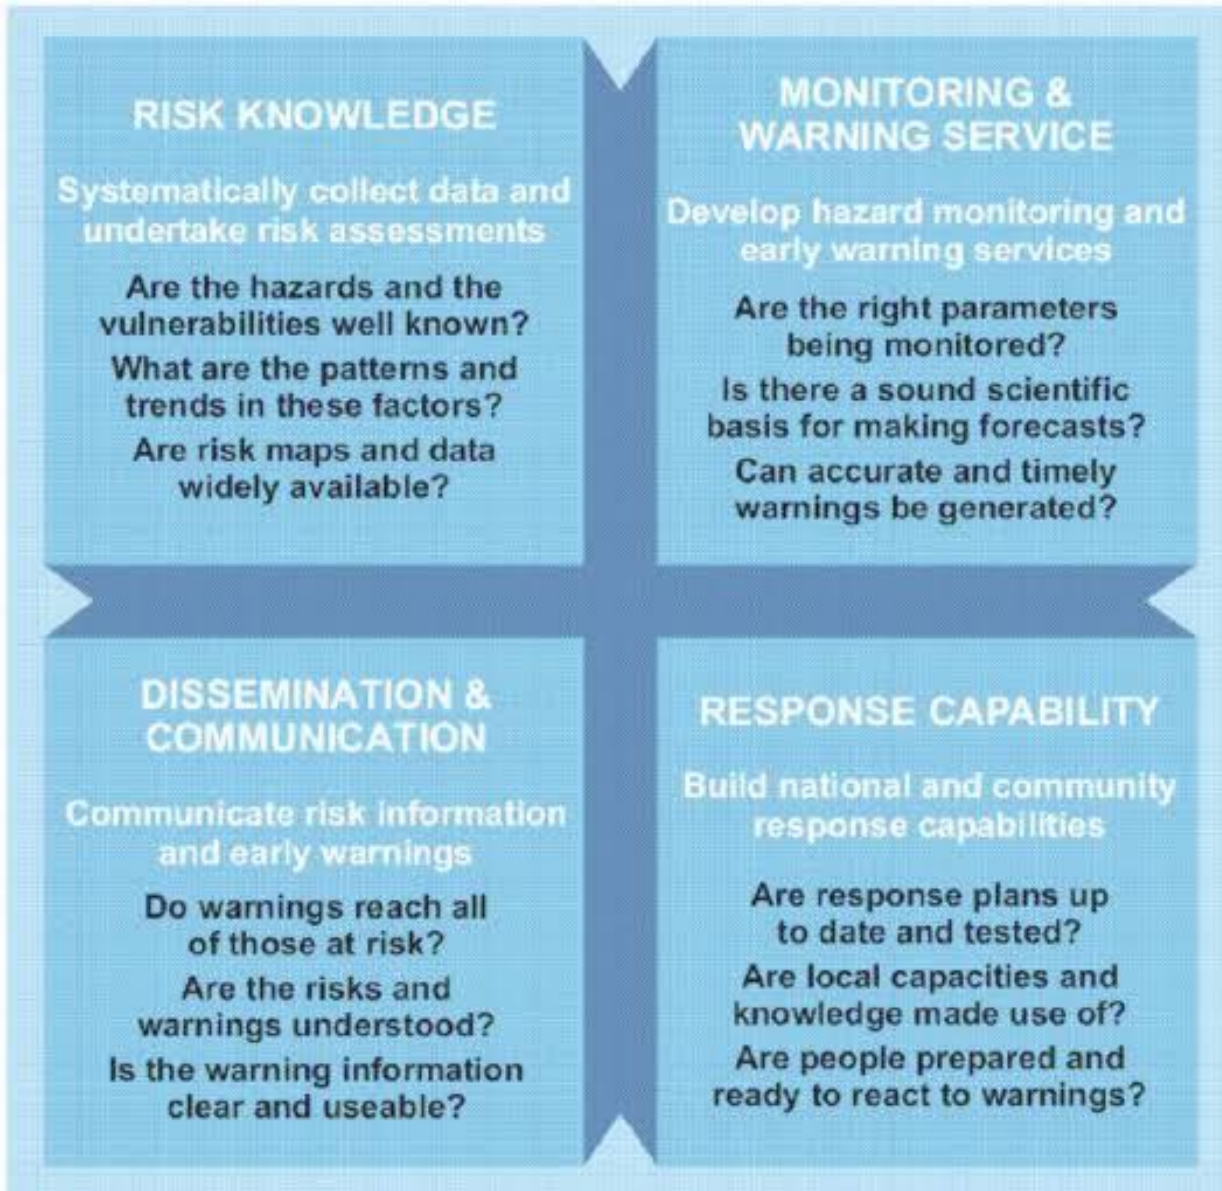 RISK KNOWLEDGE
Systematically collect data and
undertake risk assessments
Are the hazards and the
vulnerabilities well known?
What are the patterns and
trends in these factors?
Are risk maps and data
widely available?
MONITORING &
WARNING SERVICE
Develop hazard monitoring and
early warning services
Are the right parameters
being monitored?
Is there a sound scientific
basis for making forecasts?
Can accurate and timely
warnings be generated?
DISSEMINATION &
COMMUNICATION
Communicate risk information
and early warnings
Do warnings reach all
of those at risk?
Are the risks and
warnings understood?
Is the warning information
clear and useable?
RESPONSE CAPABILITY
Build national and community
response capabilities
Are response plans up
to date and tested?
Are local capacities and
knowledge made use of?
Are people prepared and
ready to react to warnings?